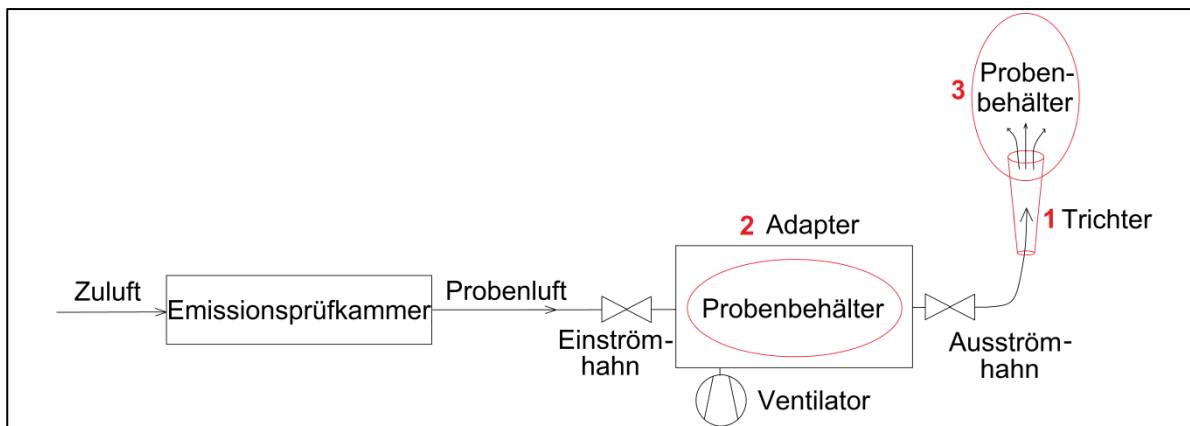 Proben-
behälter
3
1 Trichter
2 Adapter
Zuluft
Emissionsprüfkammer
Probenluft
Einström-
hahn
Probenbehälter
Ausström-
hahn
Ventilator